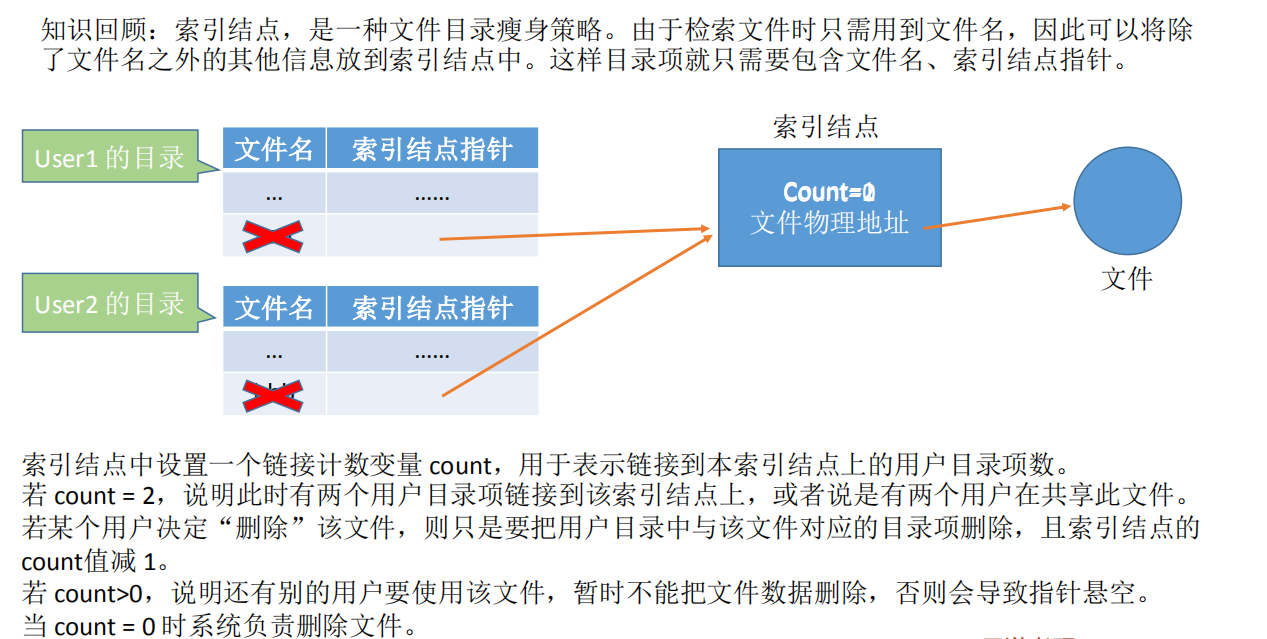 知识回顾：索引结点，是一种文件目录瘦身策略。由于检索文件时只需用到文件名，因此可以将除
了文件名之外的其他信息放到索引结点中。这样目录项就只需要包含文件名、索引结点指针。
索引结点
User1 的目录
文件名 索引结点指针
... ......
Count=
文件物理地址
文件
User2 的目录
文件名 索引结点指针
... ......
索引结点中设置一个链接计数变量 count，用于表示链接到本索引结点上的用户目录项数。
若 count = 2，说明此时有两个用户目录项链接到该索引结点上，或者说是有两个用户在共享此文件。
若某个用户决定“删除”该文件，则只是要把用户目录中与该文件对应的目录项删除，且索引结点的
count值减 1。
若 count>0，说明还有别的用户要使用该文件，暂时不能把文件数据删除，否则会导致指针悬空。
当 count = 0 时系统负责删除文件。